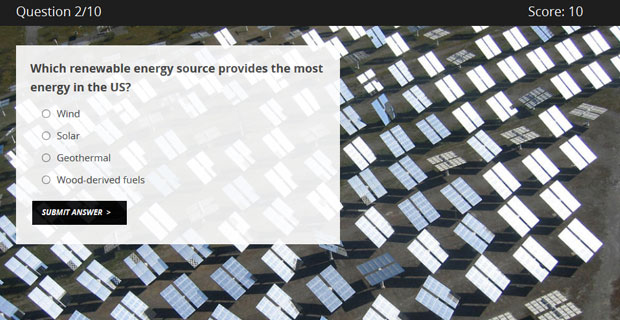 Question 2/10
Score: 10
Which renewable energy source provides the most
energy in the US?
Wind
Solar
Geothermal
Wood-derived fuels
SUBMIT ANSWER >